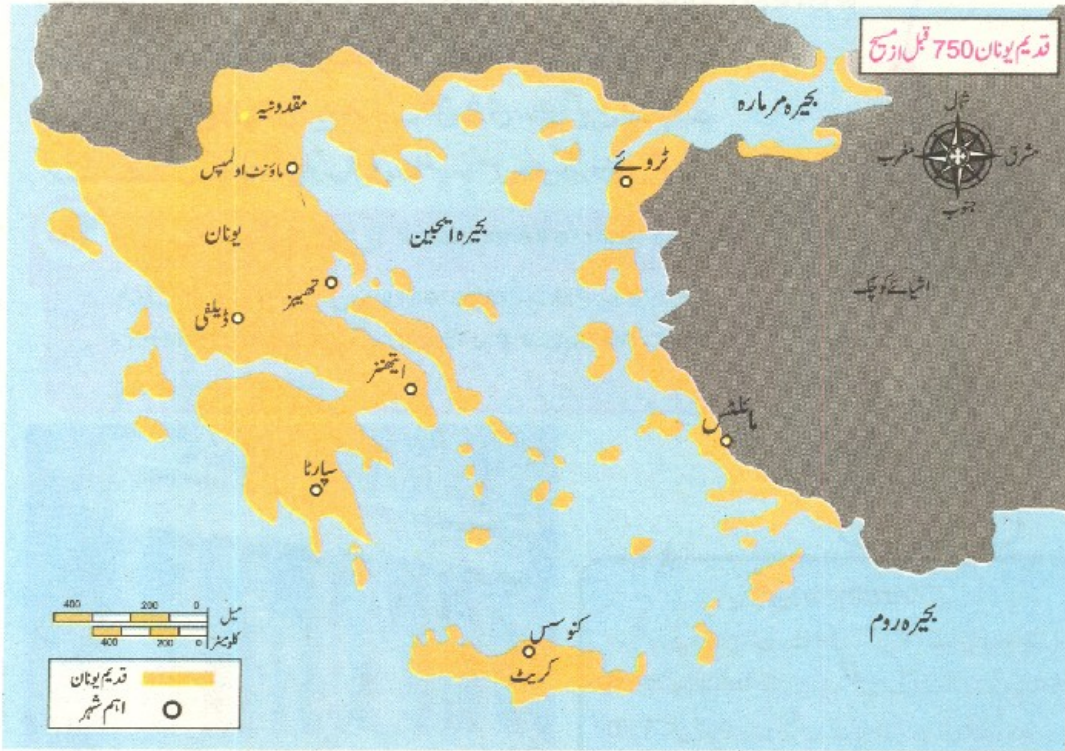 قدیم یونان 750 قبل از مسیح
شمال
مشرق
مغرب
جنوب
بحیرہ مرمارہ
مقدونیہ
ماؤنٹ اولمپس
ٹروئے
یونان
بحیرہ ایجین
تھیبز
ڈیلفی
ایشیائے کوچک
ایتھنز
مائلٹس
سپارٹا
کنوسس
کریٹ
بحیرہ روم
400 200 0 میل
400 200 0 کلومیٹر
قدیم یونان
اہم شہر